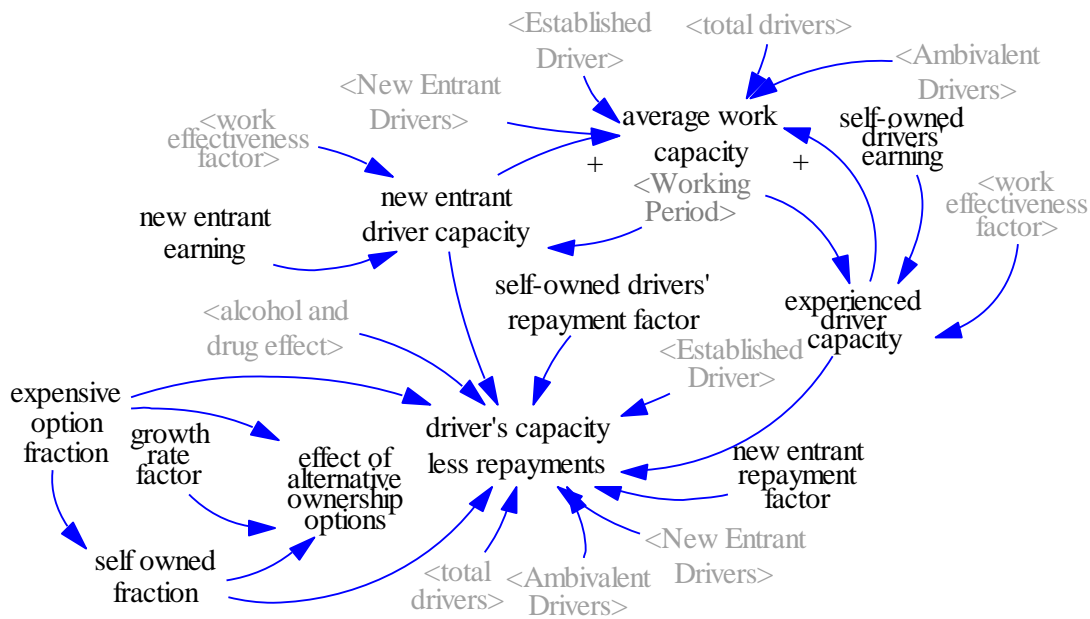 <Established
Driver>
<total drivers>
<Ambivalent
Drivers>
<New Entrant
Drivers>
average work
capacity
+
+
self-owned
drivers'
earning
<work
effectiveness
factor>
<Working
Period>
<work
effectiveness
factor>
new entrant
driver capacity
new entrant
earning
self-owned drivers'
repayment factor
experienced
driver
capacity
<alcohol and
drug effect>
<Established
Driver>
expensive
option
fraction
growth
rate
factor
driver's capacity
less repayments
effect of
alternative
ownership
options
new entrant
repayment
factor
self owned
fraction
<total
drivers>
<Ambivalent
Drivers>
<New Entrant
Drivers>